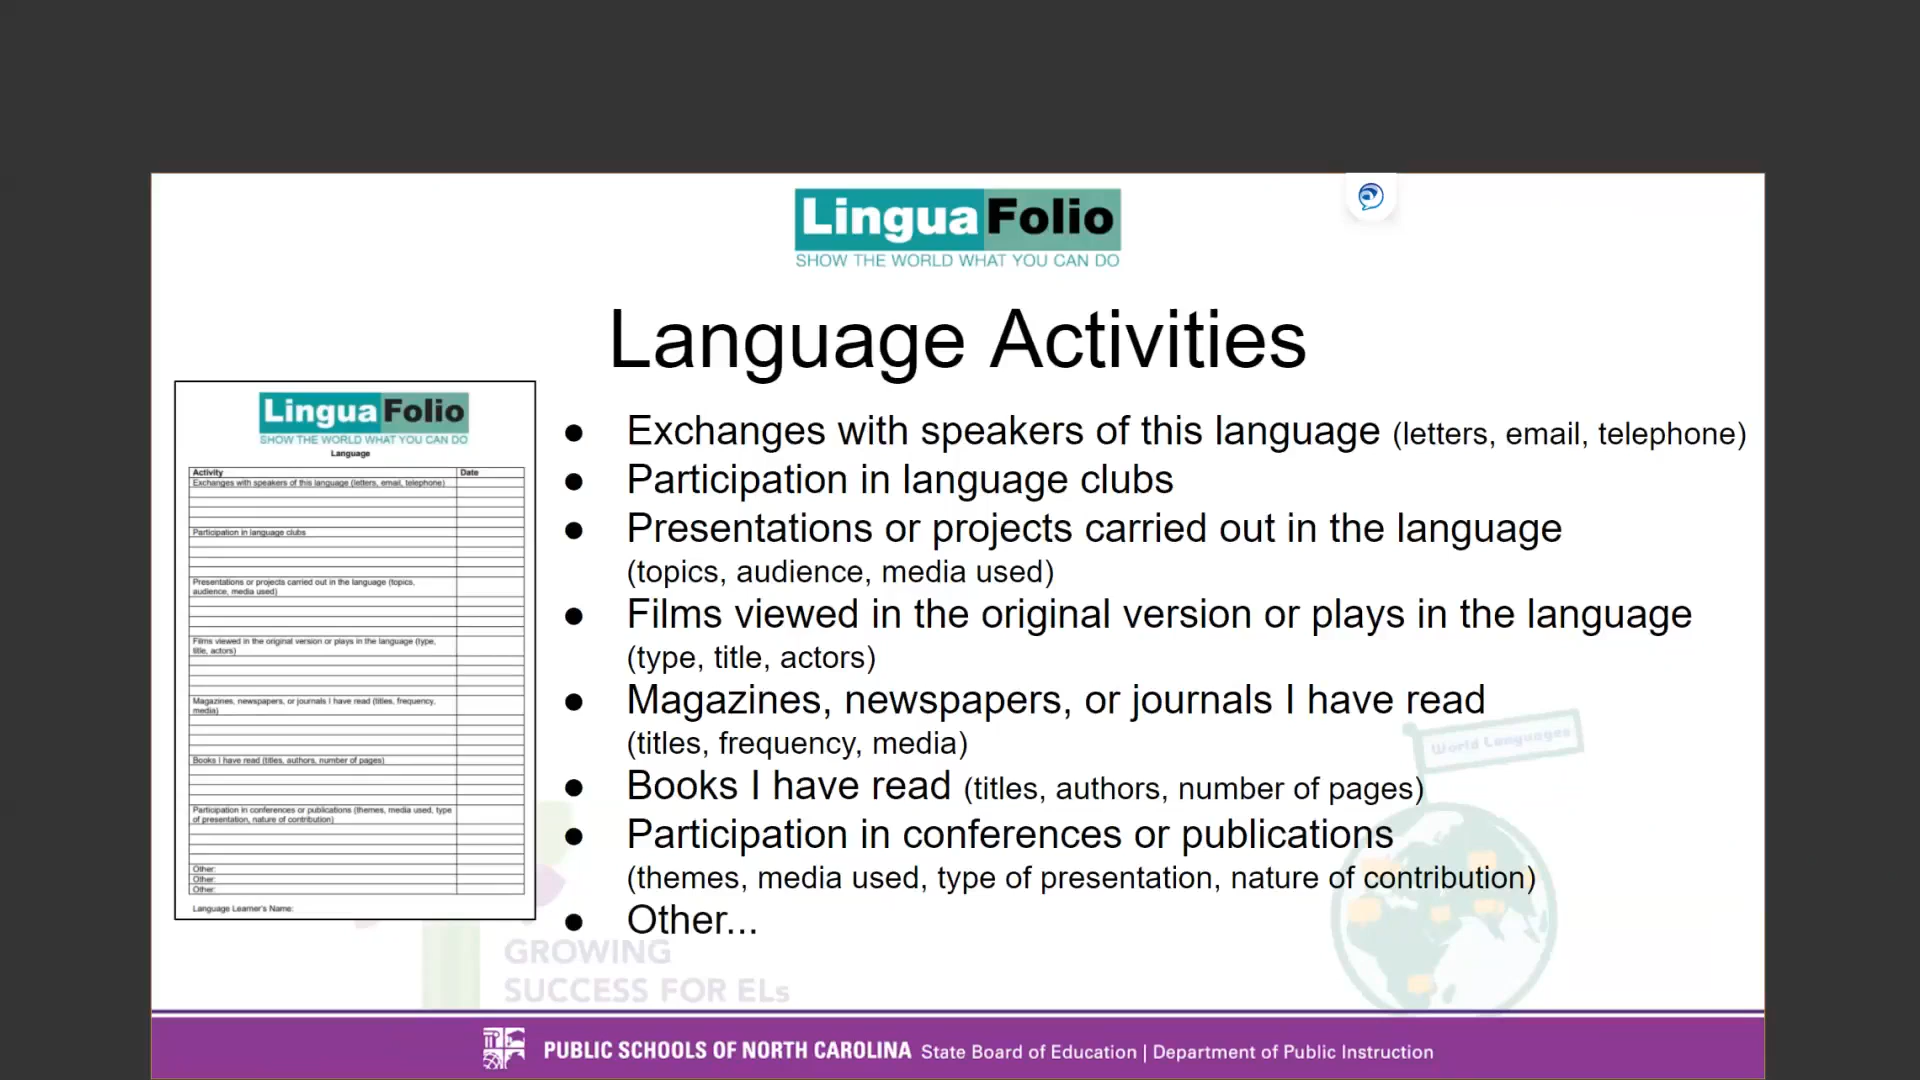 LinguaFolio
SHOW THE WORLD WHAT YOU CAN DO
Language Activities
LinguaFolio
SHOW THE WORLD WHAT YOU CAN DO
Language
Activity Date
Exchanges with speakers of this language (letters, email, telephone)
Participation in language clubs
Presentations or projects carried out in the language (topics,
audience, media used)
Films viewed in the original version or plays in the language (type,
title, actors)
Magazines, newspapers, or journals I have read (titles, frequency,
media)
Books I have read (titles, authors, number of pages)
Participation in conferences or publications (themes, media used, type
of presentation, nature of contribution)
Other:
Other:
Other:
Language Learner's Name:
● Exchanges with speakers of this language (letters, email, telephone)
● Participation in language clubs
● Presentations or projects carried out in the language
(topics, audience, media used)
● Films viewed in the original version or plays in the language
(type, title, actors)
● Magazines, newspapers, or journals I have read
(titles, frequency, media)
● Books I have read (titles, authors, number of pages)
● Participation in conferences or publications
(themes, media used, type of presentation, nature of contribution)
● Other...
World Languages
GROWING
SUCCESS FOR ELs
PUBLIC SCHOOLS OF NORTH CAROLINA State Board of Education | Department of Public Instruction